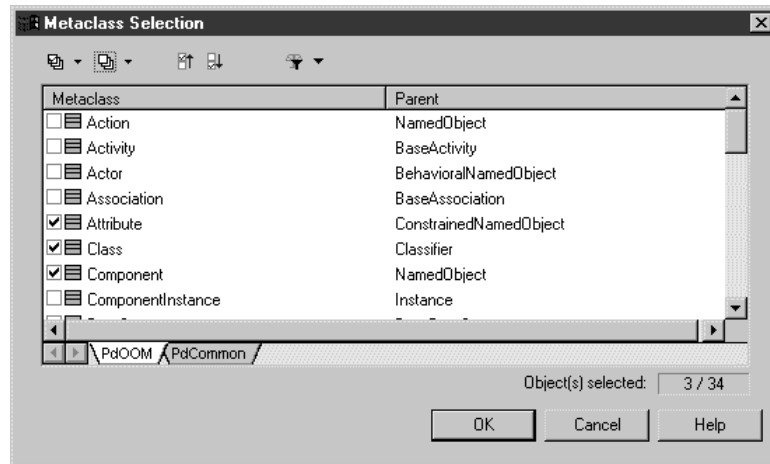 Metaclass Selection
Metaclass Parent
Action NamedObject
Activity BaseActivity
Actor BehavioralNamedObject
Association BaseAssociation
Attribute ConstrainedNamedObject
Class Classifier
Component NamedObject
ComponentInstance Instance
PdOOM PdCommon
Object(s) selected: 3 / 34
OK Cancel Help